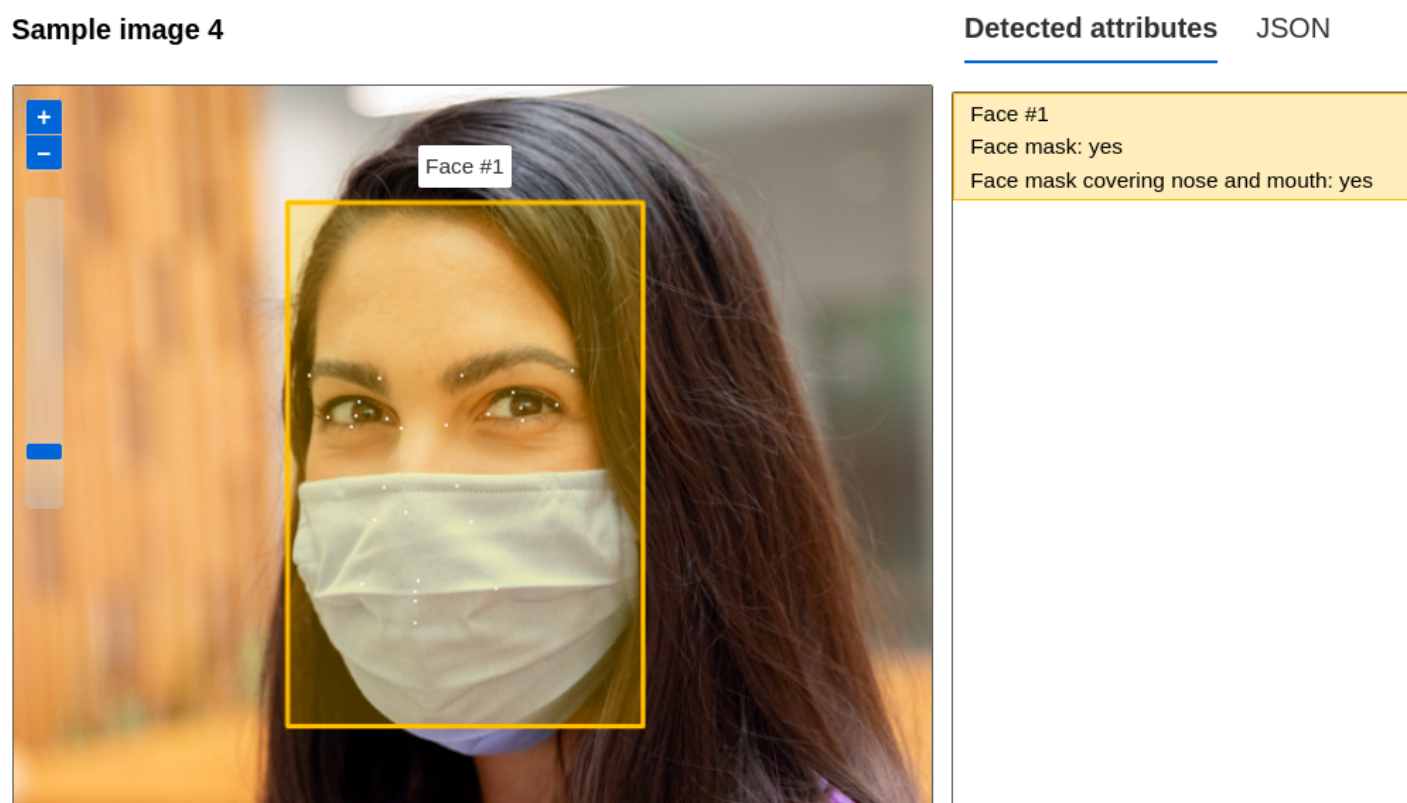 Sample image 4
Detected attributes JSON
+
−
Face #1
Face #1
Face mask: yes
Face mask covering nose and mouth: yes